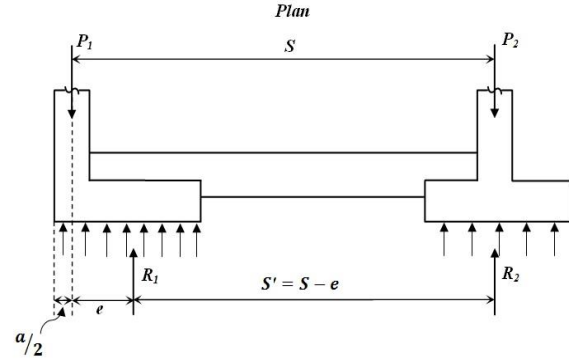 Plan
P₁
P₂
S
R₁
S' = S − e
R₂
e
a/2